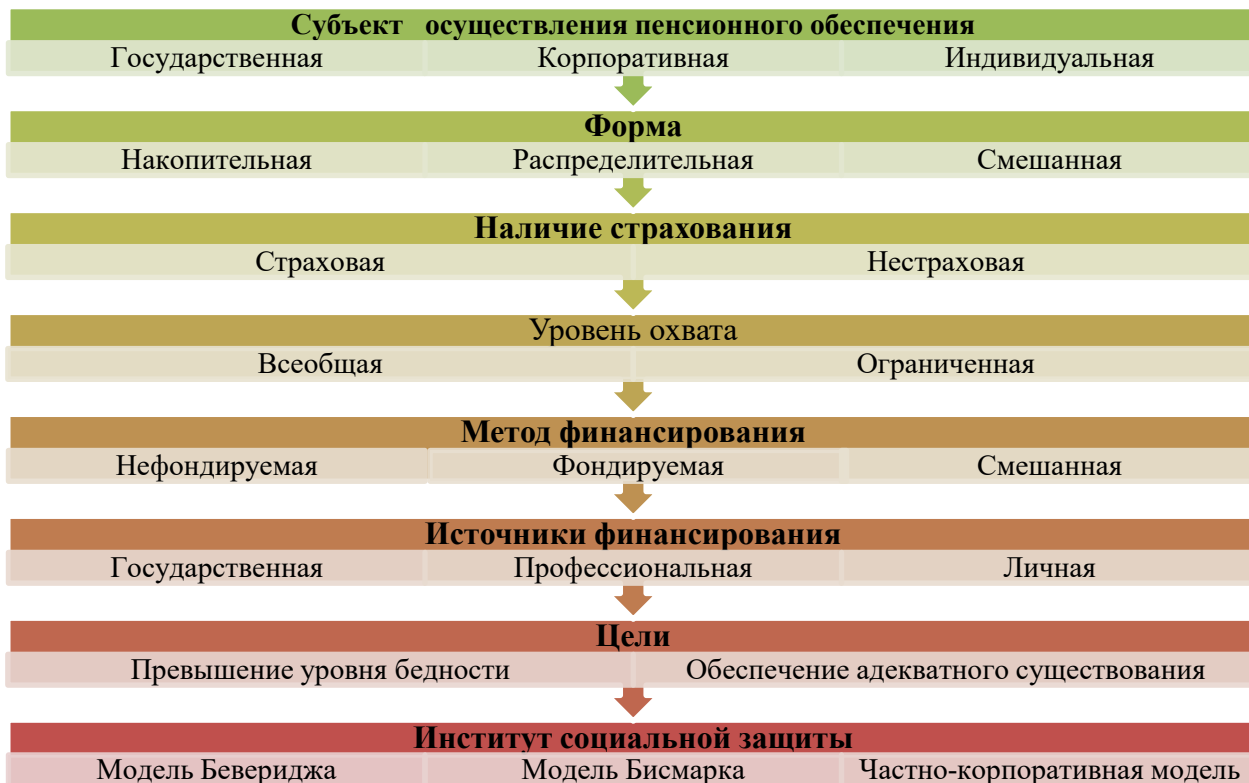 Субъект осуществления пенсионного обеспечения
Государственная Корпоративная Индивидуальная
Форма
Накопительная Распределительная Смешанная
Наличие страхования
Страховая Нестраховая
Уровень охвата
Всеобщая Ограниченная
Метод финансирования
Нефондируемая Фондируемая Смешанная
Источники финансирования
Государственная Профессиональная Личная
Цели
Превышение уровня бедности Обеспечение адекватного существования
Институт социальной защиты
Модель Бевериджа Модель Бисмарка Частно-корпоративная модель